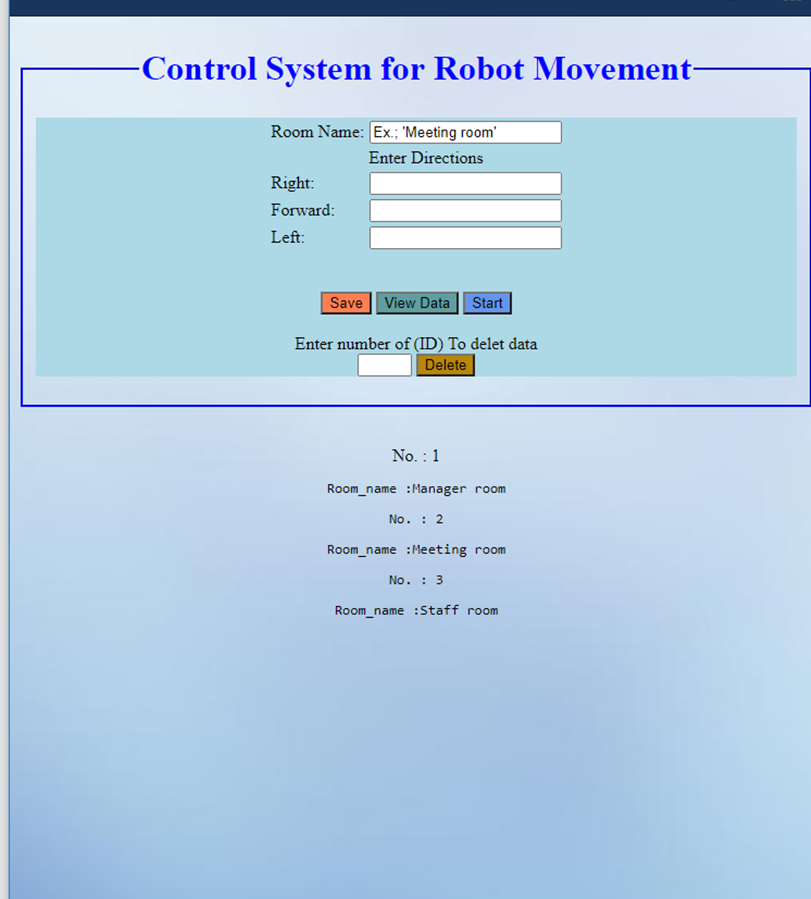 Control System for Robot Movement
Room Name: Ex.; 'Meeting room'
Enter Directions
Right:
Forward:
Left:
Save View Data Start
Enter number of (ID) To delet data
Delete
No. : 1
Room_name :Manager room
No. : 2
Room_name :Meeting room
No. : 3
Room_name :Staff room